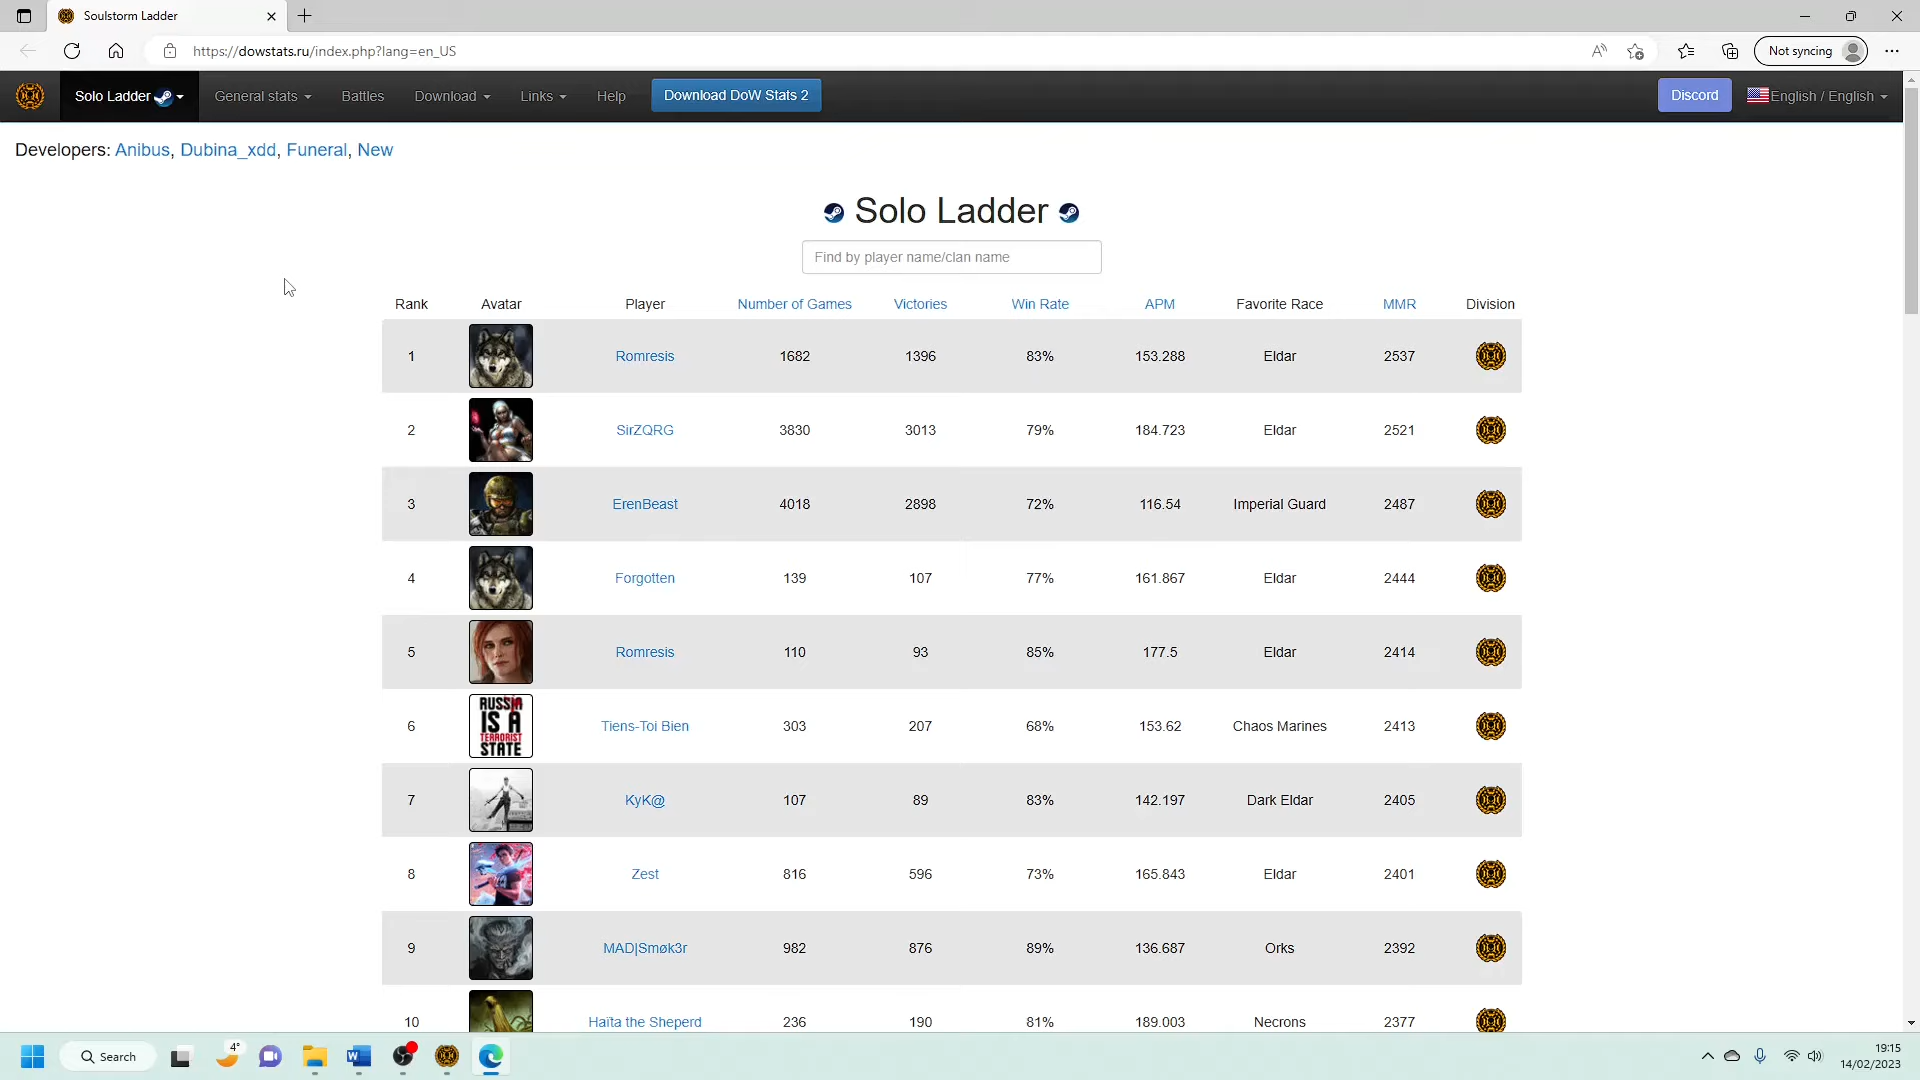 Soulstorm Ladder
https://dowstats.ru/index.php?lang=en_US
Not syncing
Solo Ladder General stats Battles Download Links Help Download DoW Stats 2 Discord English / English
Developers: Anibus, Dubina_xdd, Funeral, New
Solo Ladder
Find by player name/clan name
Rank Avatar Player Number of Games Victories Win Rate APM Favorite Race MMR Division
1 Romresis 1682 1396 83% 153.288 Eldar 2537
2 SirZQRG 3830 3013 79% 184.723 Eldar 2521
3 ErenBeast 4018 2898 72% 116.54 Imperial Guard 2487
4 Forgotten 139 107 77% 161.867 Eldar 2444
5 Romresis 110 93 85% 177.5 Eldar 2414
RUSSIA
IS A
TERRORIST
STATE
6 Tiens-Toi Bien 303 207 68% 153.62 Chaos Marines 2413
7 KyK@ 107 89 83% 142.197 Dark Eldar 2405
8 Zest 816 596 73% 165.843 Eldar 2401
9 MAD|Smøk3r 982 876 89% 136.687 Orks 2392
10 Haïta the Sheperd 236 190 81% 189.003 Necrons 2377
Search 4° 19:15
14/02/2023